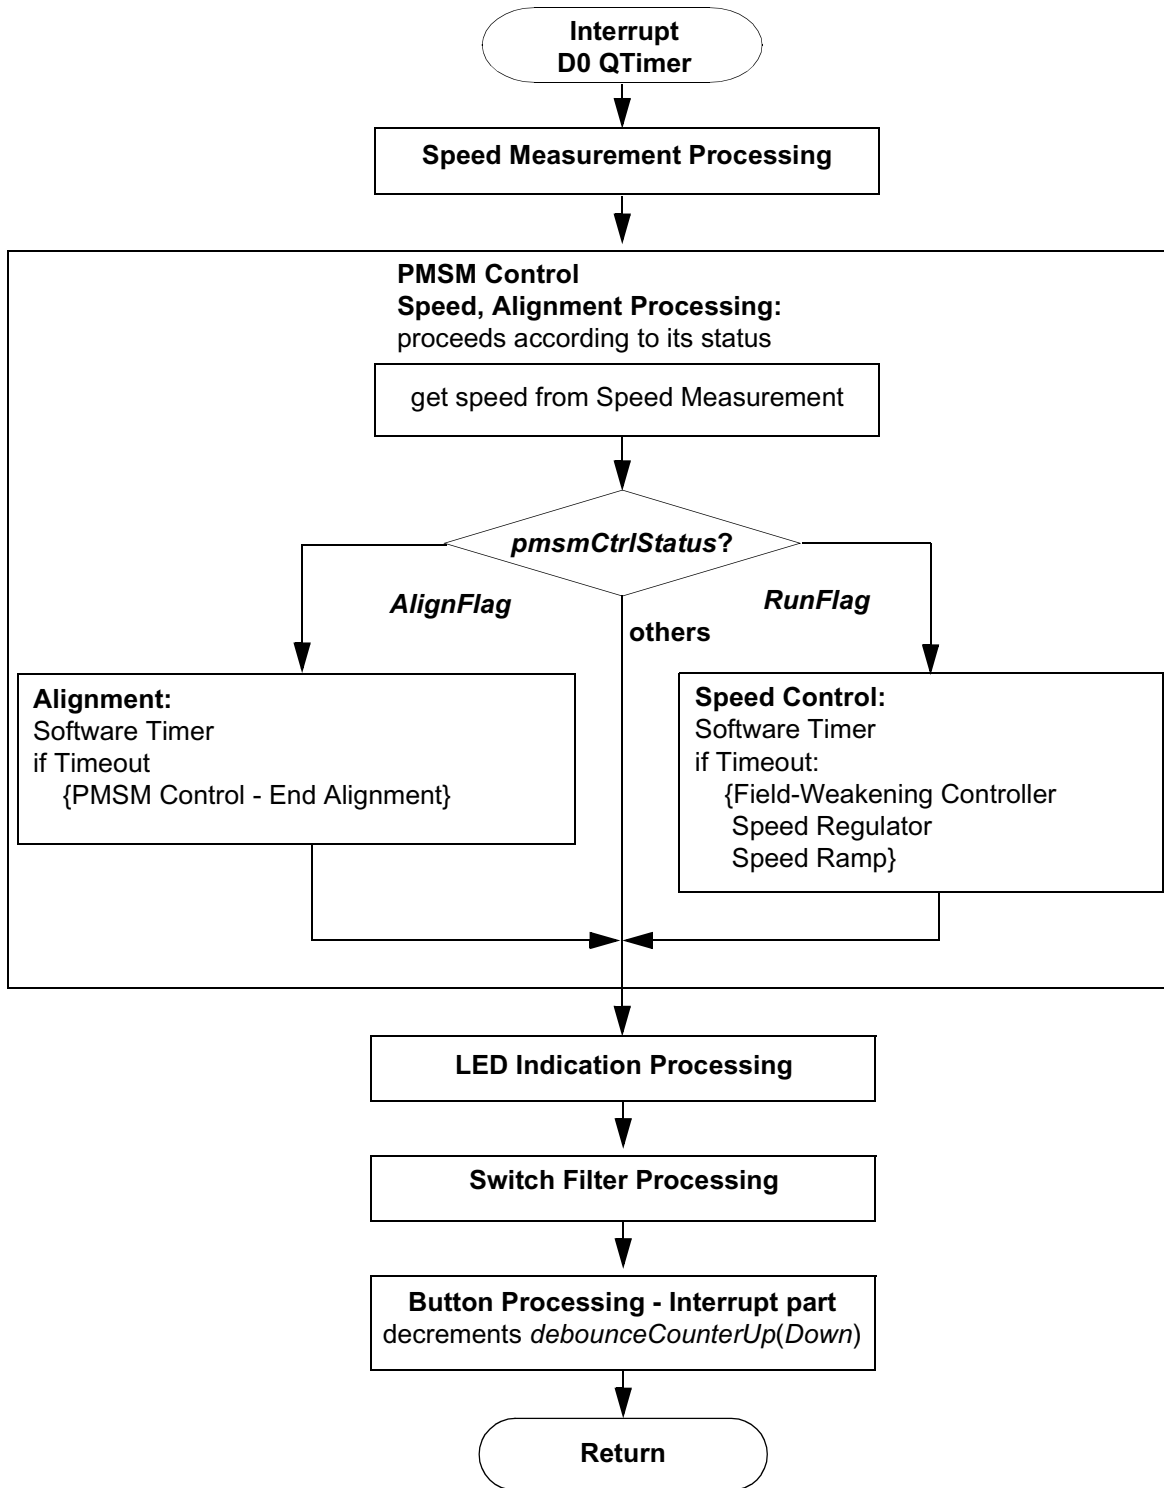 Interrupt
D0 QTimer
Speed Measurement Processing
PMSM Control
Speed, Alignment Processing:
proceeds according to its status
get speed from Speed Measurement
pmsmCtrlStatus?
AlignFlag
RunFlag
others
Alignment:
Software Timer
if Timeout
{PMSM Control - End Alignment}
Speed Control:
Software Timer
if Timeout:
{Field-Weakening Controller
Speed Regulator
Speed Ramp}
LED Indication Processing
Switch Filter Processing
Button Processing - Interrupt part
decrements debounceCounterUp(Down)
Return